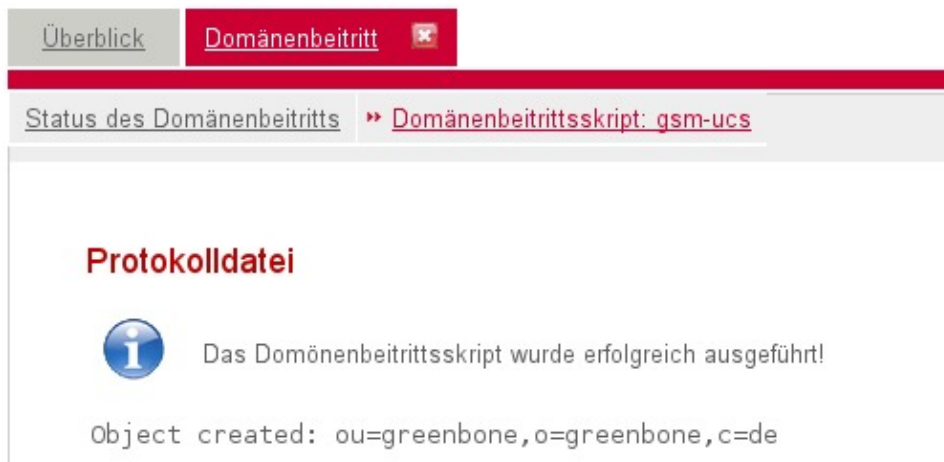 Überblick Domänenbeitritt
Status des Domänenbeitritts Domänenbeitrittsskript: gsm-ucs
Protokolldatei
Das Domönenbeitrittsskript wurde erfolgreich ausgeführt!
Object created: ou=greenbone,o=greenbone,c=de